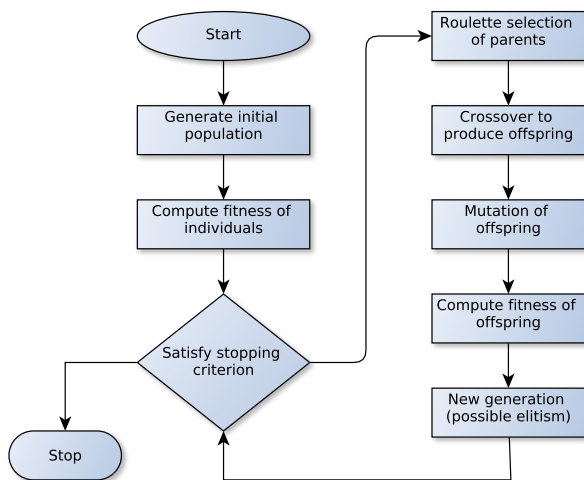 Start
Generate initial
population
Compute fitness of
individuals
Satisfy stopping
criterion
Stop
Roulette selection
of parents
Crossover to
produce offspring
Mutation of
offspring
Compute fitness of
offspring
New generation
(possible elitism)